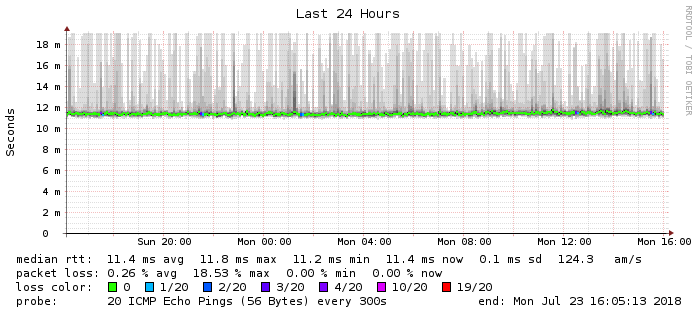 Last 24 Hours
RRDTOOL / TOBI OETIKER
Seconds
18 m
16 m
14 m
12 m
10 m
8 m
6 m
4 m
2 m
0
Sun 20:00 Mon 00:00 Mon 04:00 Mon 08:00 Mon 12:00 Mon 16:00
median rtt: 11.4 ms avg 11.8 ms max 11.2 ms min 11.4 ms now 0.1 ms sd 124.3 am/s
packet loss: 0.26 % avg 18.53 % max 0.00 % min 0.00 % now
loss color: 0 1/20 2/20 3/20 4/20 10/20 19/20
probe: 20 ICMP Echo Pings (56 Bytes) every 300s end: Mon Jul 23 16:05:13 2018